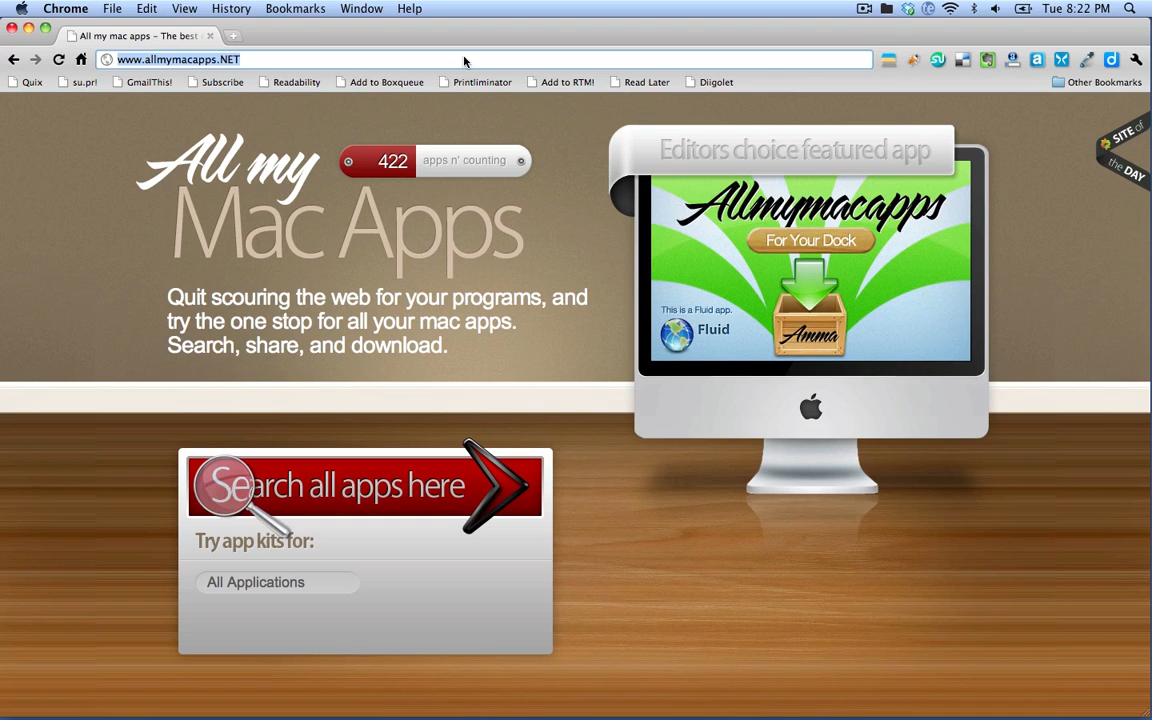 Chrome File Edit View History Bookmarks Window Help Tue 8:22 PM
All my mac apps – The best
www.allmymacapps.NET
Quix su.pr! GmailThis! Subscribe Readability Add to Boxqueue Printliminator Add to RTM! Read Later Diigolet Other Bookmarks
All my
422 apps n' counting
Mac Apps
Quit scouring the web for your programs, and
try the one stop for all your mac apps.
Search, share, and download.
Editors choice featured app
Allmymacapps
For Your Dock
This is a Fluid app.
Fluid
Amma
SITE of
the DAY
Search all apps here
Try app kits for:
All Applications